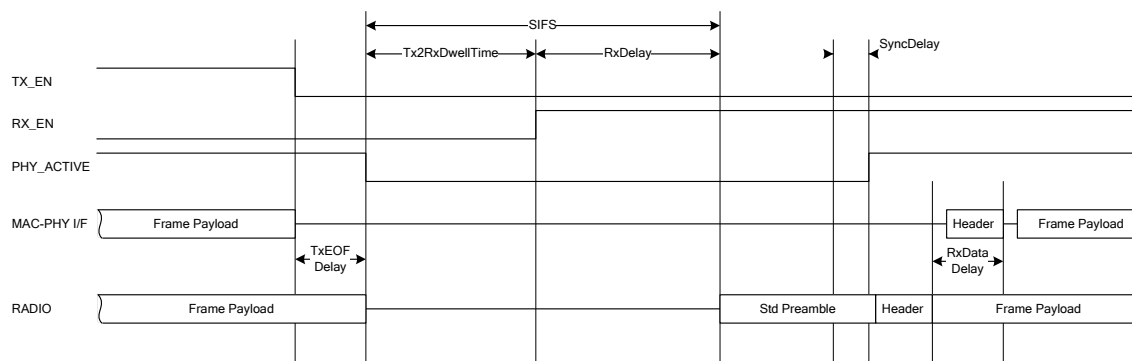 SIFS
Tx2RxDwellTime
RxDelay
SyncDelay
TX_EN
RX_EN
PHY_ACTIVE
MAC-PHY I/F
Frame Payload
Header
Frame Payload
TxEOF
Delay
RxData
Delay
RADIO
Frame Payload
Std Preamble
Header
Frame Payload